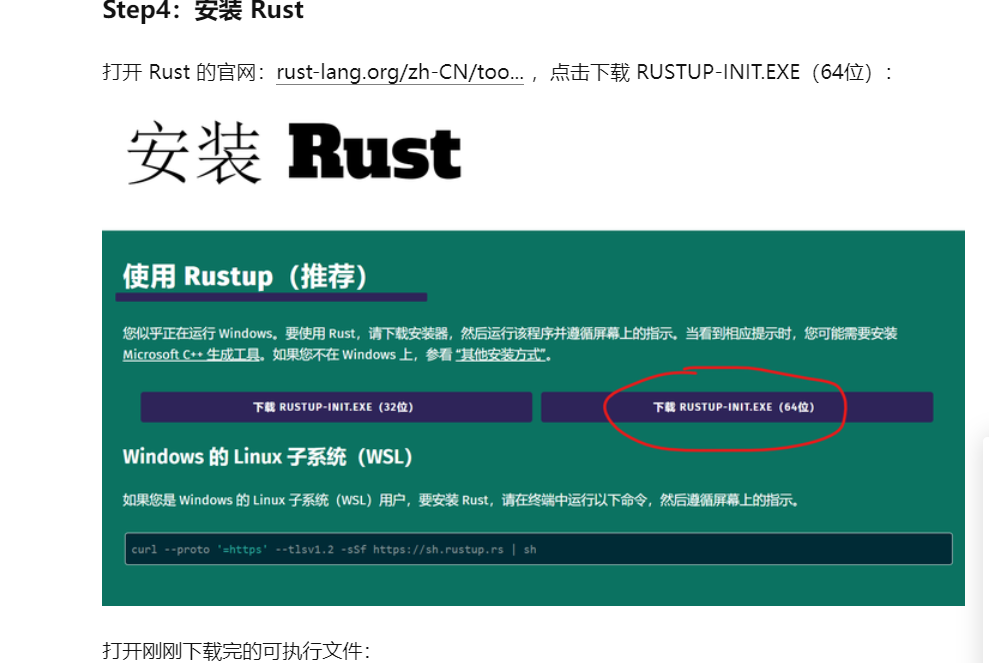 Step4：安装 Rust
打开 Rust 的官网：rust-lang.org/zh-CN/too... ，点击下载 RUSTUP-INIT.EXE（64位）：
安装 Rust
使用 Rustup（推荐）
您似乎正在运行 Windows。要使用 Rust，请下载安装器，然后运行该程序并遵循屏幕上的指示。当看到相应提示时，您可能需要安装
Microsoft C++ 生成工具。如果您不在 Windows 上，参看 “其他安装方式”。
下载 RUSTUP-INIT.EXE（32位）
下载 RUSTUP-INIT.EXE（64位）
Windows 的 Linux 子系统（WSL）
如果您是 Windows 的 Linux 子系统（WSL）用户，要安装 Rust，请在终端中运行以下命令，然后遵循屏幕上的指示。
curl --proto '=https' --tlsv1.2 -sSf https://sh.rustup.rs | sh
打开刚刚下载完的可执行文件：